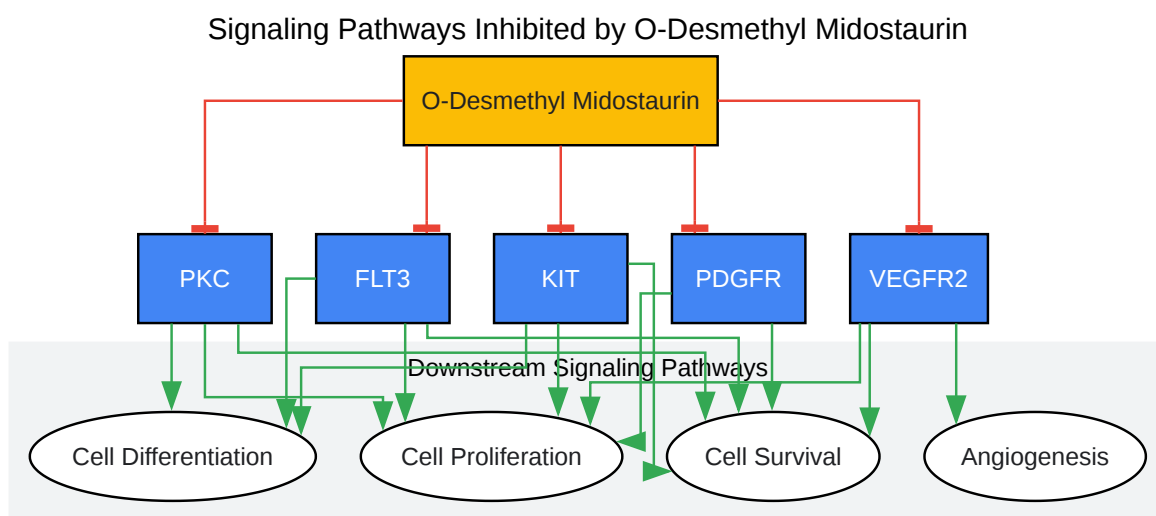 Signaling Pathways Inhibited by O-Desmethyl Midostaurin
O-Desmethyl Midostaurin
PKC
FLT3
KIT
PDGFR
VEGFR2
Downstream Signaling Pathways
Cell Differentiation
Cell Proliferation
Cell Survival
Angiogenesis